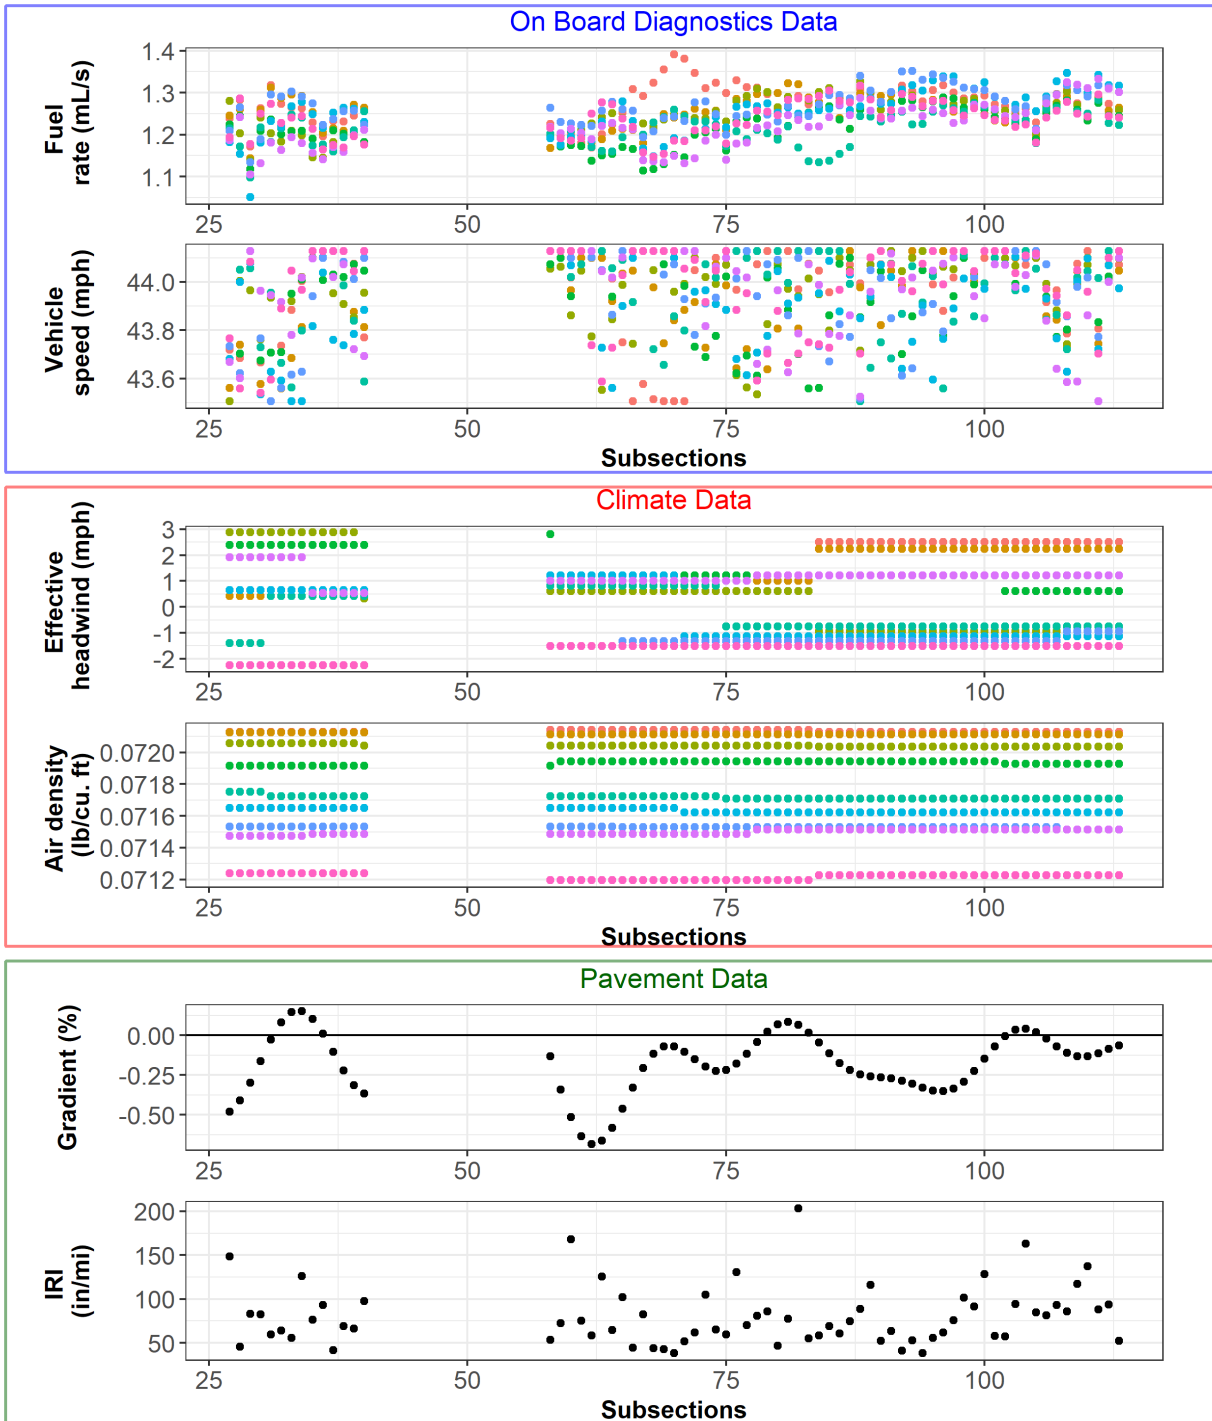 On Board Diagnostics Data
Fuel
rate (mL/s)
1.4
1.3
1.2
1.1
25 50 75 100
Vehicle
speed (mph)
44.0
43.8
43.6
25 50 75 100
Subsections
Climate Data
Effective
headwind (mph)
3
2
1
0
-1
-2
25 50 75 100
Air density
(lb/cu. ft)
0.0720
0.0718
0.0716
0.0714
0.0712
25 50 75 100
Subsections
Pavement Data
Gradient (%)
0.00
-0.25
-0.50
25 50 75 100
IRI
(in/mi)
200
150
100
50
25 50 75 100
Subsections